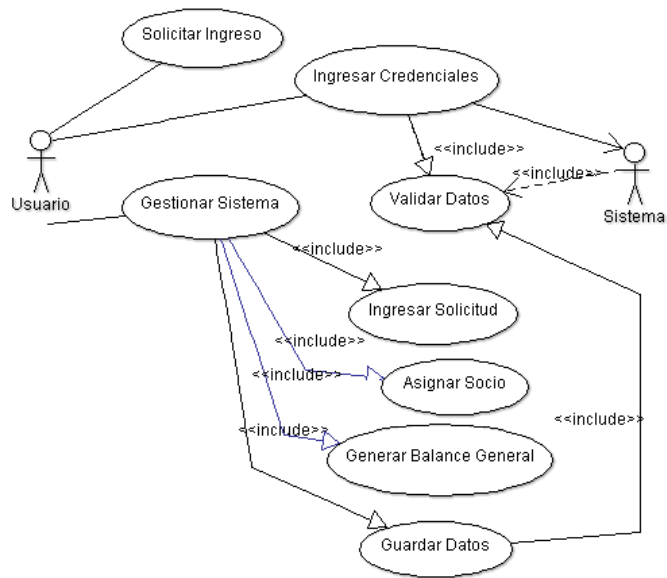 Solicitar Ingreso
Ingresar Credenciales
<<include>>
<<include>>
Usuario
Gestionar Sistema
Validar Datos
Sistema
<<include>>
Ingresar Solicitud
<<include>>
<<include>>
Asignar Socio
<<include>>
<<include>>
Generar Balance General
Guardar Datos